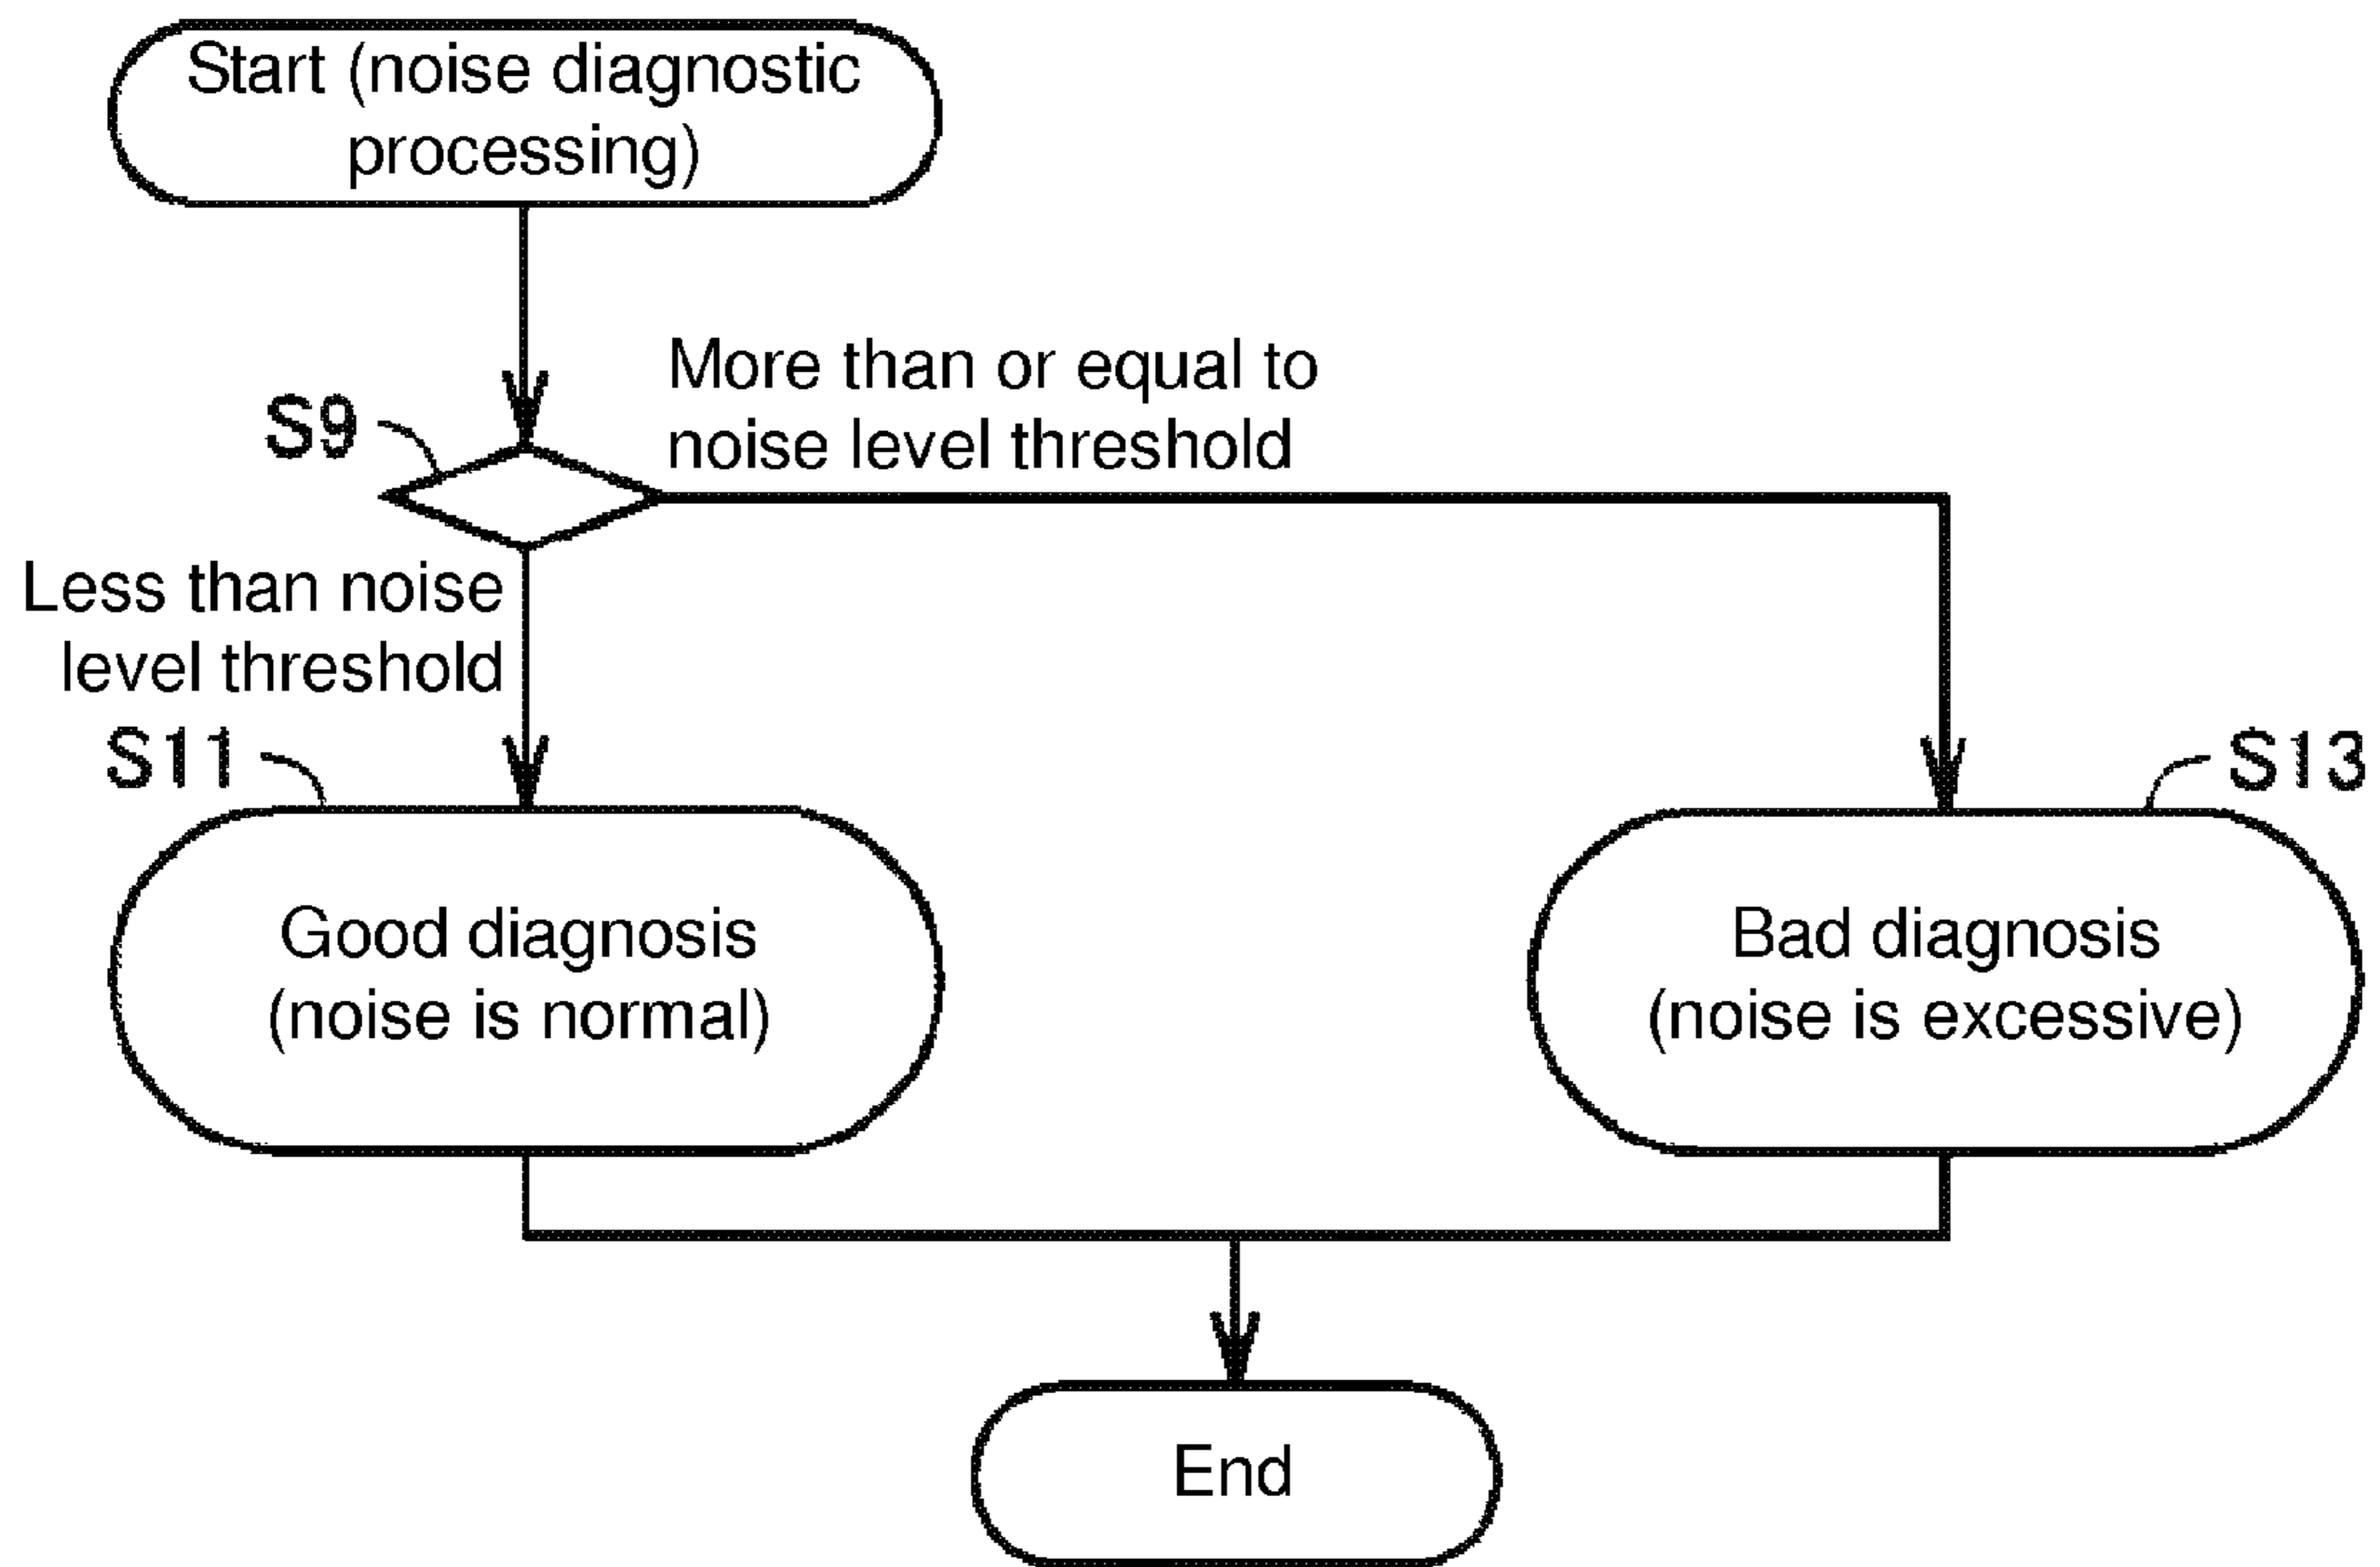 Start (noise diagnostic
processing)
More than or equal to
noise level threshold
S9
Less than noise
level threshold
S11
S13
Good diagnosis
(noise is normal)
Bad diagnosis
(noise is excessive)
End